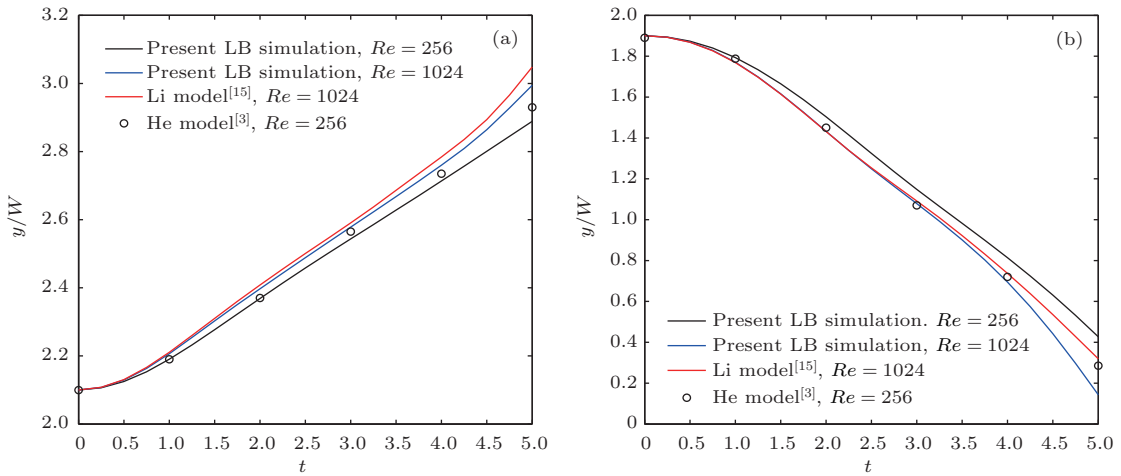 3.2
3.0
2.8
2.6
2.4
2.2
2.0
y/W
(a)
Present LB simulation, Re = 256
Present LB simulation, Re = 1024
Li model[15], Re = 1024
He model[3], Re = 256
0 0.5 1.0 1.5 2.0 2.5 3.0 3.5 4.0 4.5 5.0
t
2.0
1.8
1.6
1.4
1.2
1.0
0.8
0.6
0.4
0.2
0
y/W
(b)
Present LB simulation. Re = 256
Present LB simulation, Re = 1024
Li model[15], Re = 1024
He model[3], Re = 256
0 0.5 1.0 1.5 2.0 2.5 3.0 3.5 4.0 4.5 5.0
t